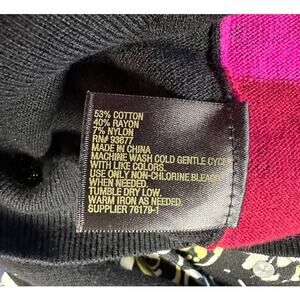 53% COTTON
40% RAYON
7% NYLON
RN# 93677
MADE IN CHINA
MACHINE WASH COLD GENTLE CYCLE
WITH LIKE COLORS.
USE ONLY NON-CHLORINE BLEACH
WHEN NEEDED.
TUMBLE DRY LOW.
WARM IRON AS NEEDED.
SUPPLIER 76179-1